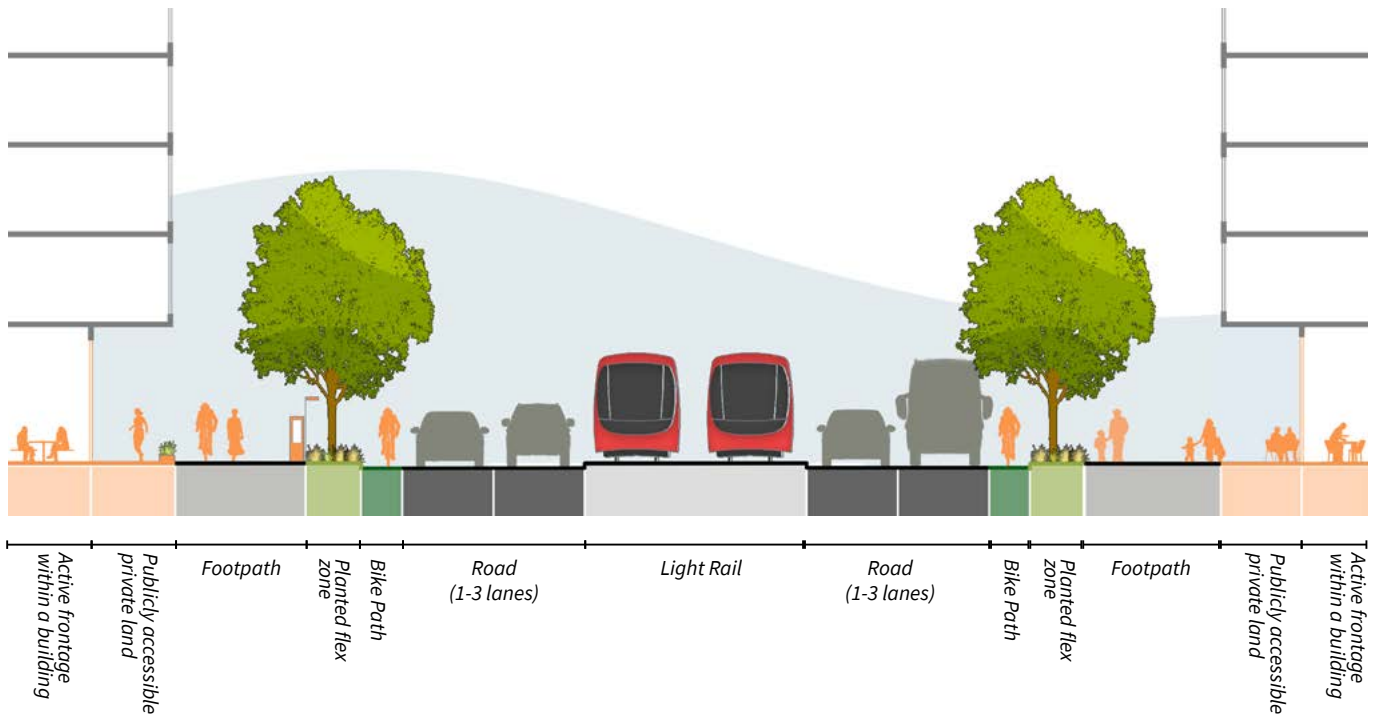 Active frontage
within a building
Publicly accessible
private land
Footpath
Planted flex
zone
Bike Path
Road
(1-3 lanes)
Light Rail
Road
(1-3 lanes)
Bike Path
Planted flex
zone
Footpath
Publicly accessible
private land
Active frontage
within a building